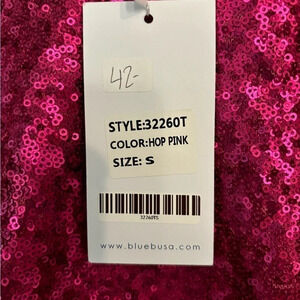 42-
STYLE:32260T
COLOR:HOP PINK
SIZE: S
32260TS
www.bluebusa.com